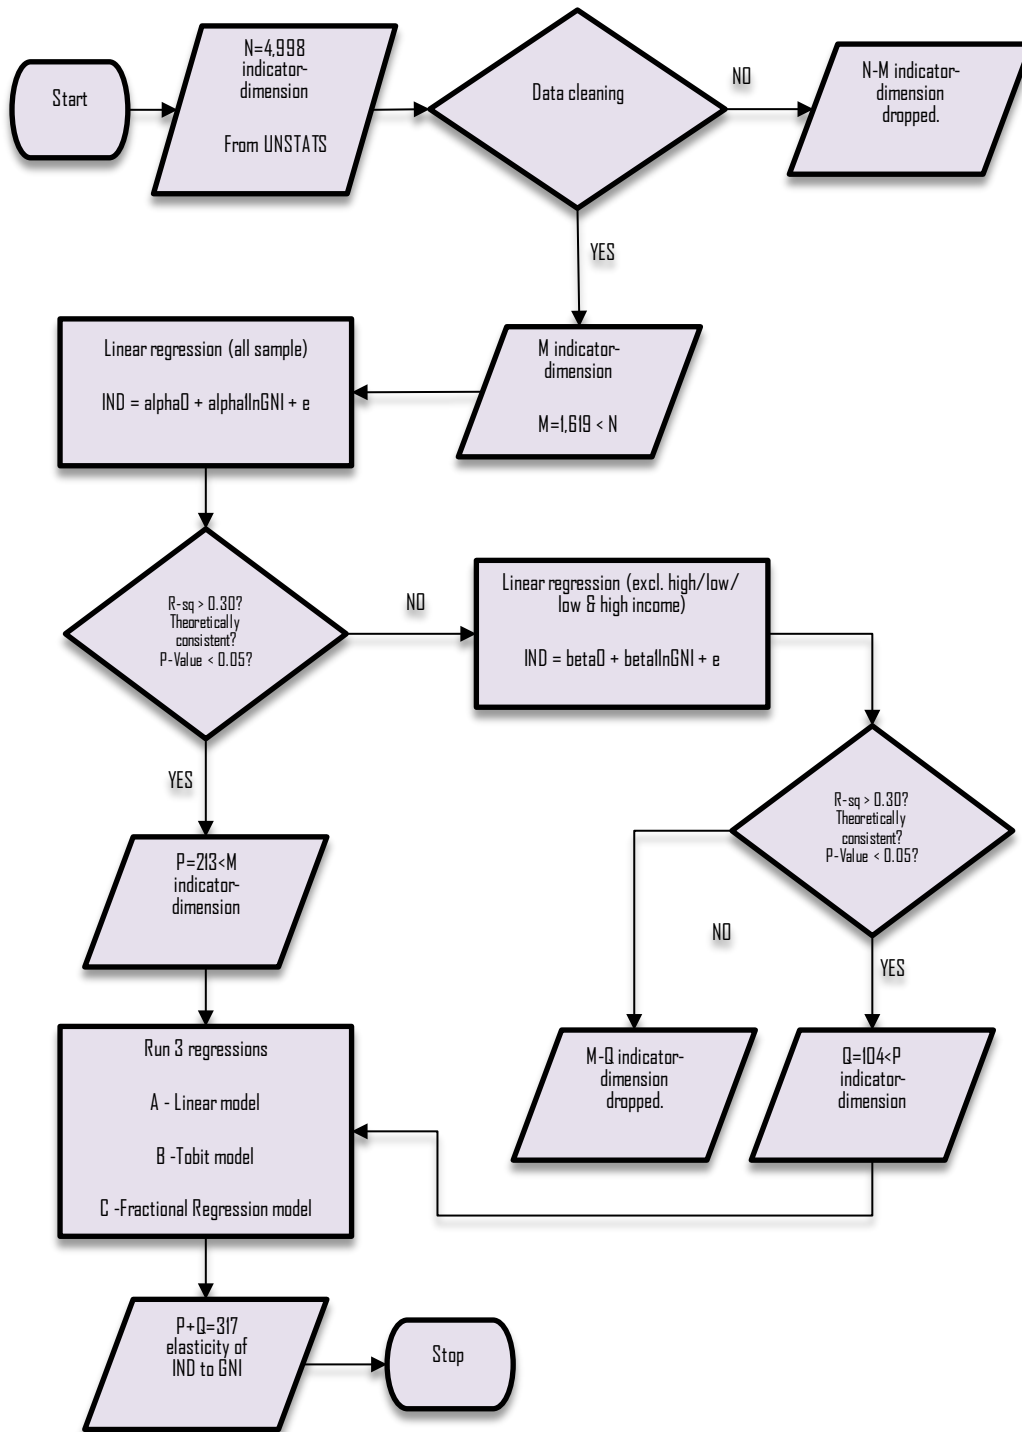 Start
N=4,998
indicator-
dimension
From UNSTATS
Data cleaning
NO
N-M indicator-
dimension
dropped.
YES
M indicator-
dimension
M=1,619 < N
Linear regression (all sample)
IND = alpha0 + alpha1lnGNI + e
R-sq > 0.30?
Theoretically
consistent?
P-Value < 0.05?
NO
Linear regression (excl. high/low/
low & high income)
IND = beta0 + beta1lnGNI + e
YES
R-sq > 0.30?
Theoretically
consistent?
P-Value < 0.05?
P=213<M
indicator-
dimension
NO
YES
Run 3 regressions
A - Linear model
B -Tobit model
C -Fractional Regression model
M-Q indicator-
dimension
dropped.
Q=104<P
indicator-
dimension
P+Q=317
elasticity of
IND to GNI
Stop